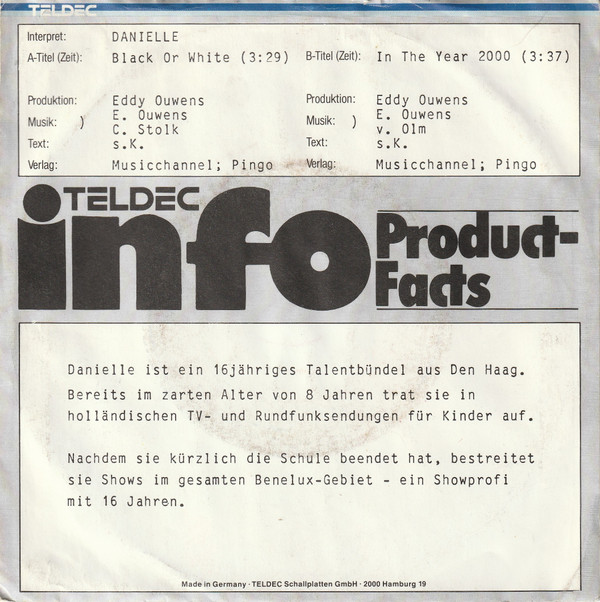 TELDEC
Interpret: DANIELLE
A-Titel (Zeit): Black Or White (3:29) B-Titel (Zeit): In The Year 2000 (3:37)
Produktion: Eddy Ouwens Produktion: Eddy Ouwens
Musik: ) E. Ouwens Musik: ) E. Ouwens
C. Stolk v. Olm
Text: s.K. Text: s.K.
Verlag: Musicchannel; Pingo Verlag: Musicchannel; Pingo
TELDEC
info
Product-
Facts
Danielle ist ein 16jähriges Talentbündel aus Den Haag.
Bereits im zarten Alter von 8 Jahren trat sie in
holländischen TV- und Rundfunksendungen für Kinder auf.
Nachdem sie kürzlich die Schule beendet hat, bestreitet
sie Shows im gesamten Benelux-Gebiet - ein Showprofi
mit 16 Jahren.
Made in Germany · TELDEC Schallplatten GmbH · 2000 Hamburg 19